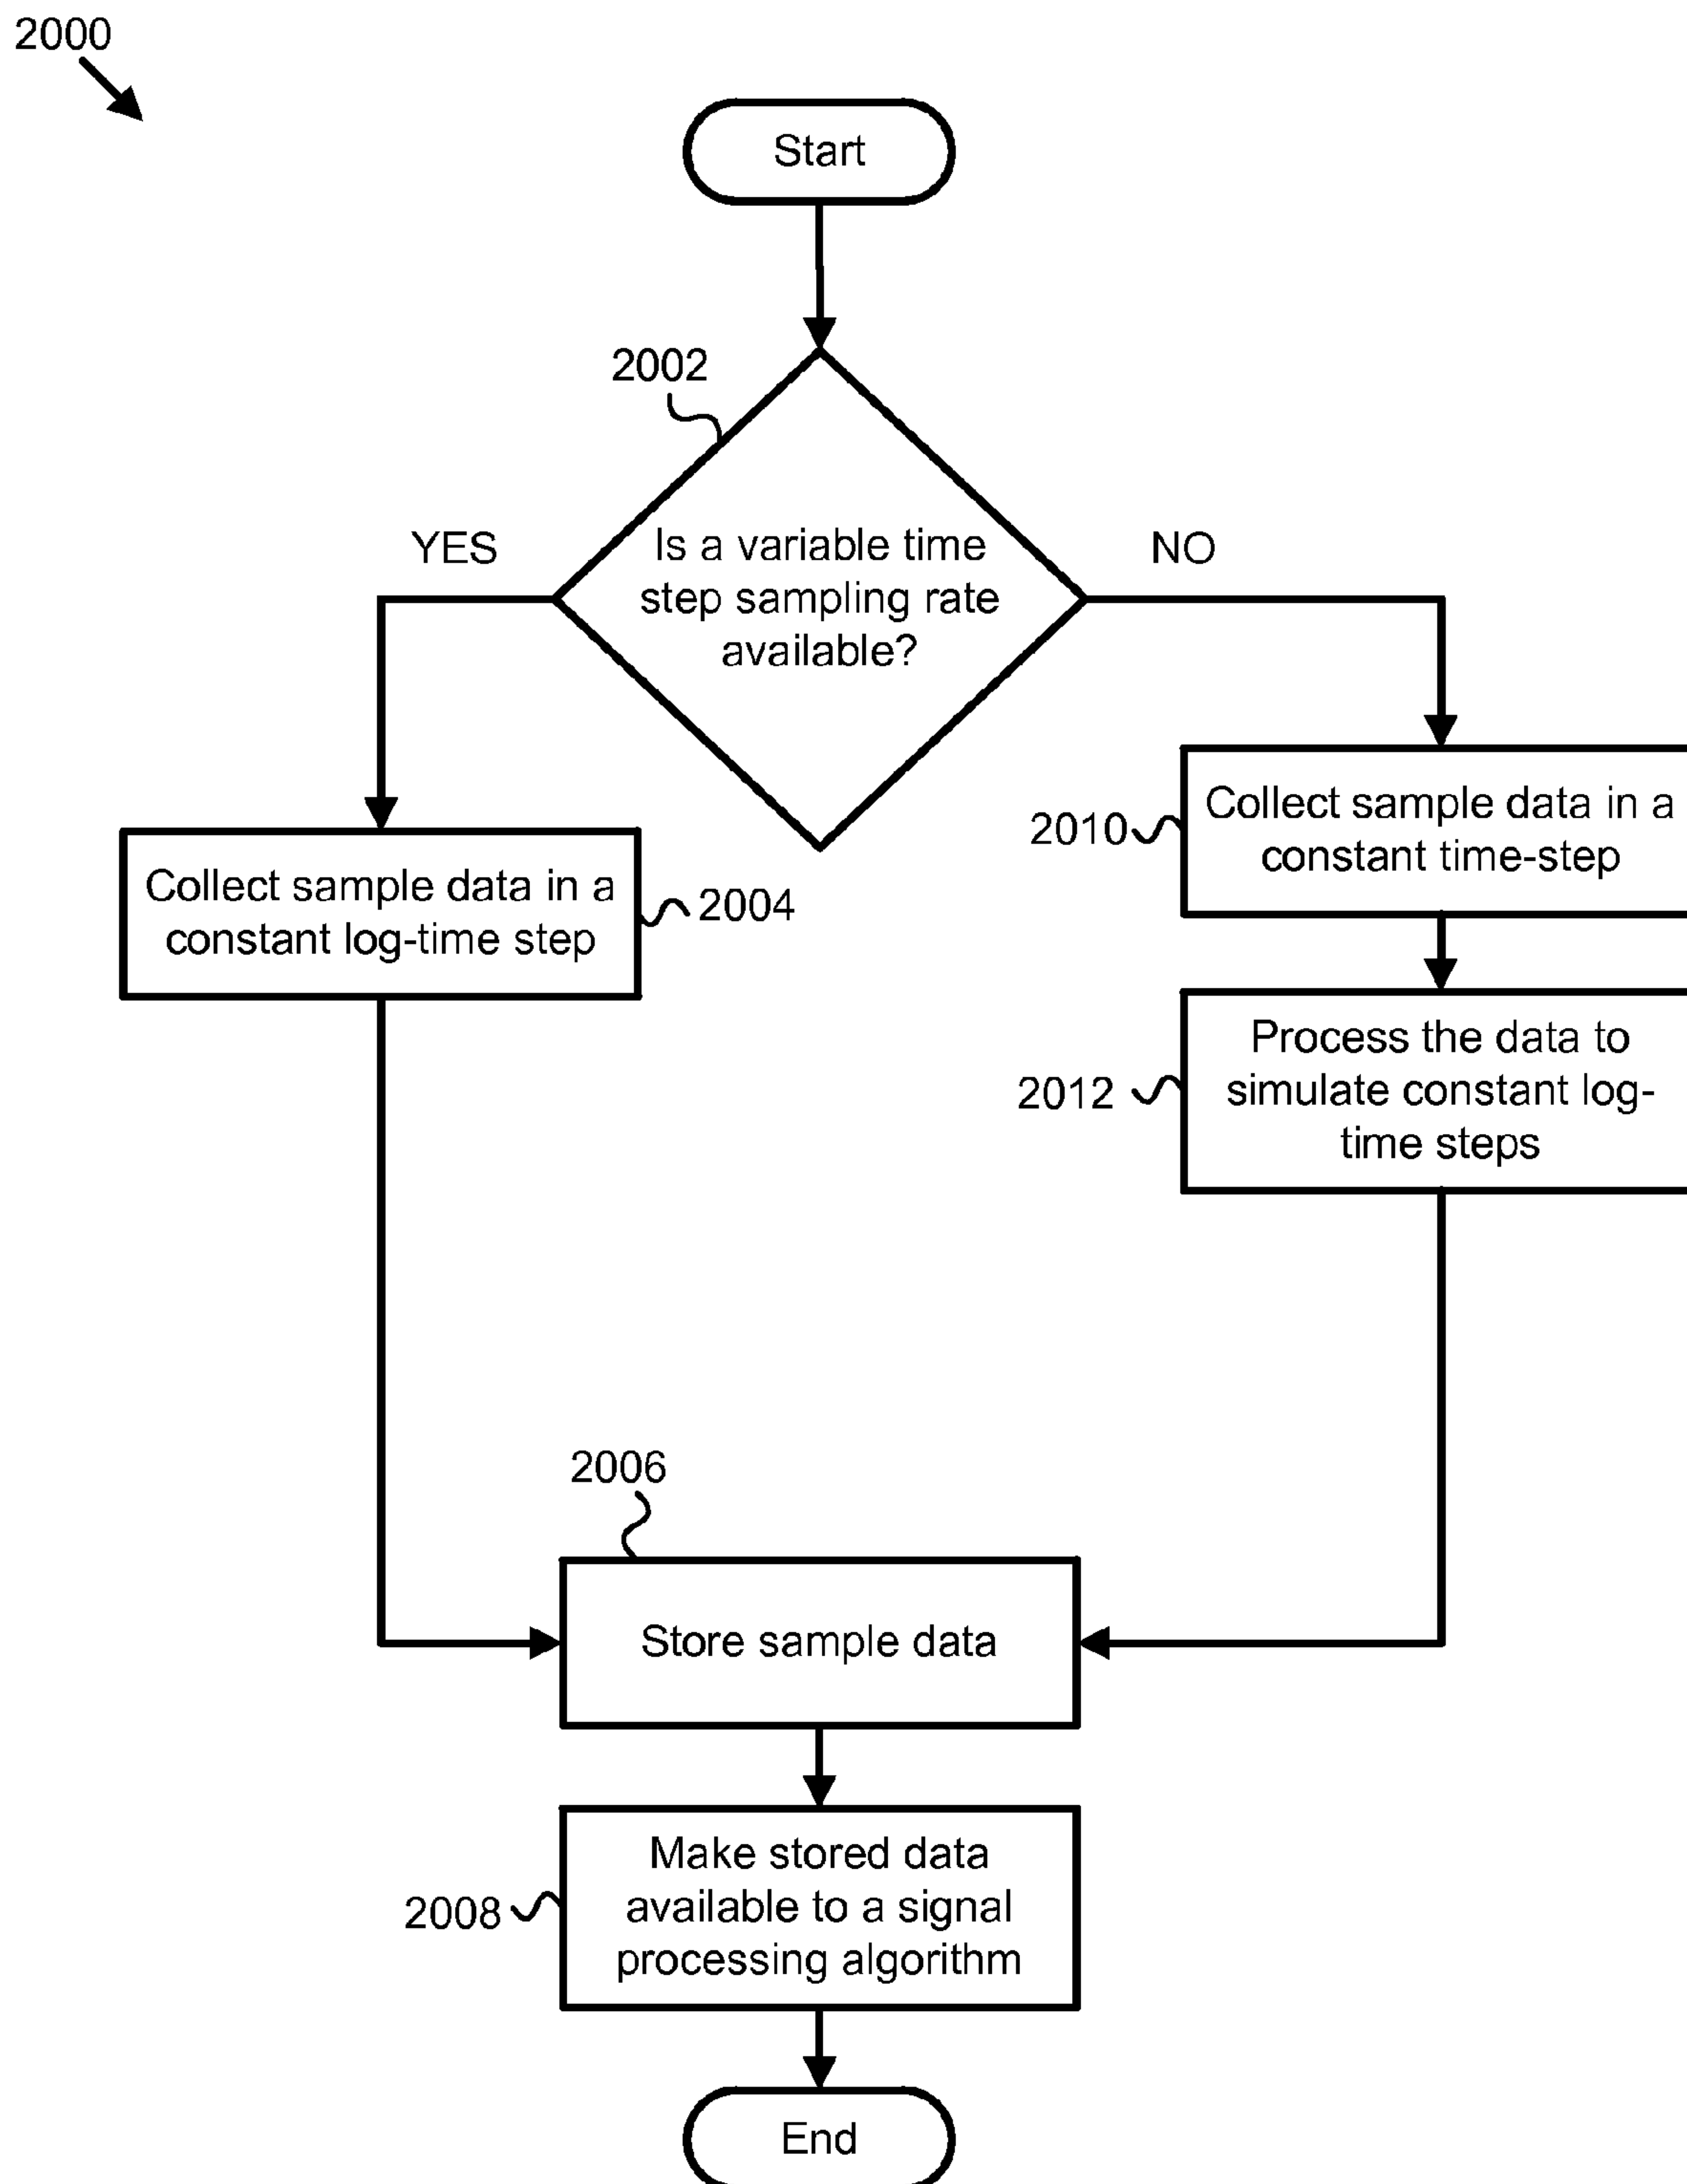 2000
Start
2002
Is a variable time
step sampling rate
available?
YES
NO
Collect sample data in a
constant log-time step
2004
2010
Collect sample data in a
constant time-step
2012
Process the data to
simulate constant log-
time steps
2006
Store sample data
2008
Make stored data
available to a signal
processing algorithm
End